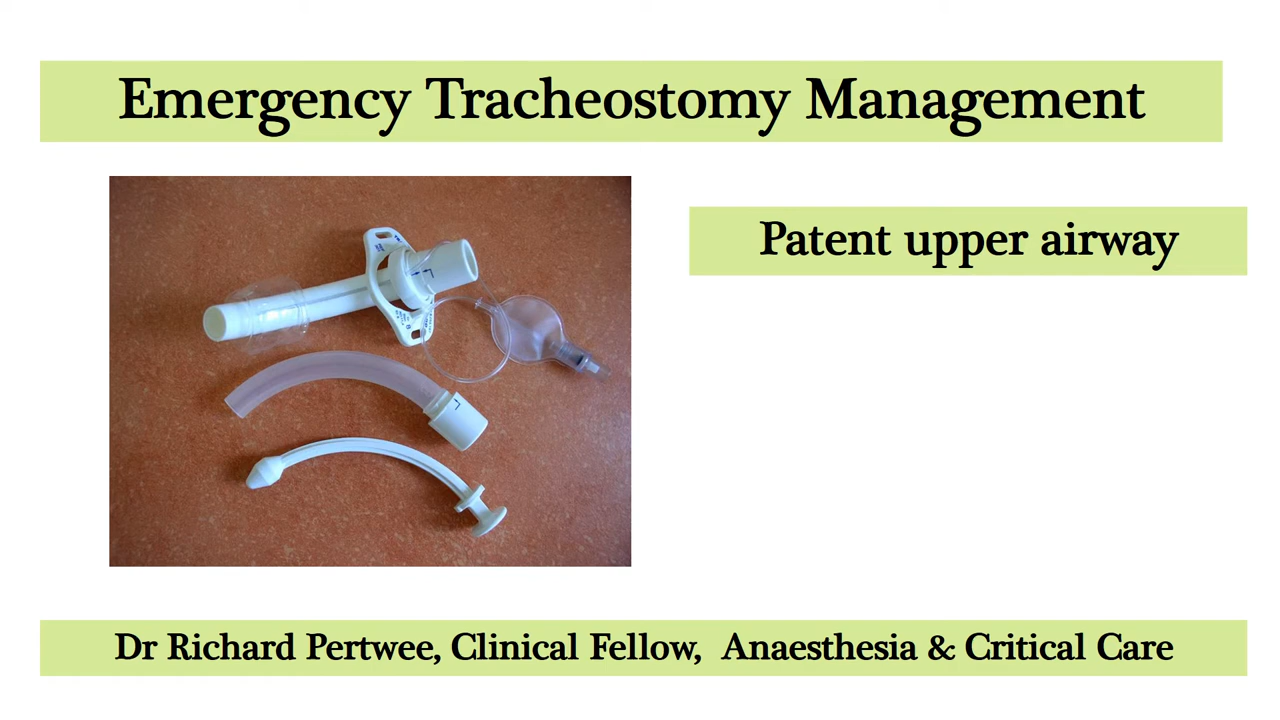 Emergency Tracheostomy Management
Patent upper airway
Dr Richard Pertwee, Clinical Fellow, Anaesthesia & Critical Care